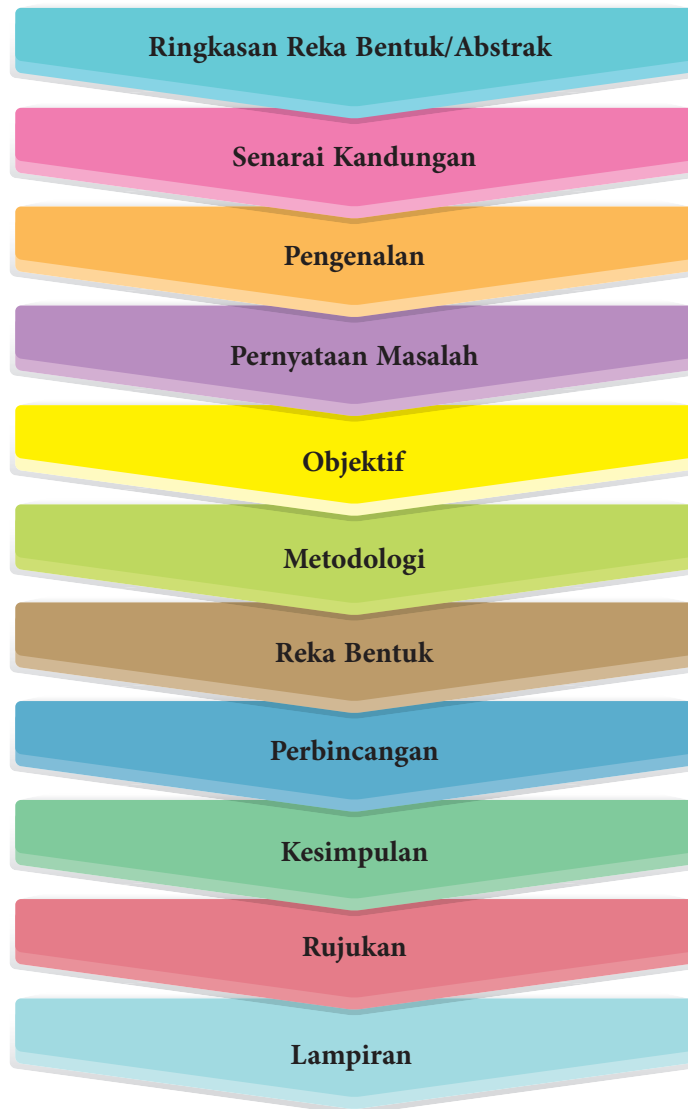 Ringkasan Reka Bentuk/Abstrak
Senarai Kandungan
Pengenalan
Pernyataan Masalah
Objektif
Metodologi
Reka Bentuk
Perbincangan
Kesimpulan
Rujukan
Lampiran